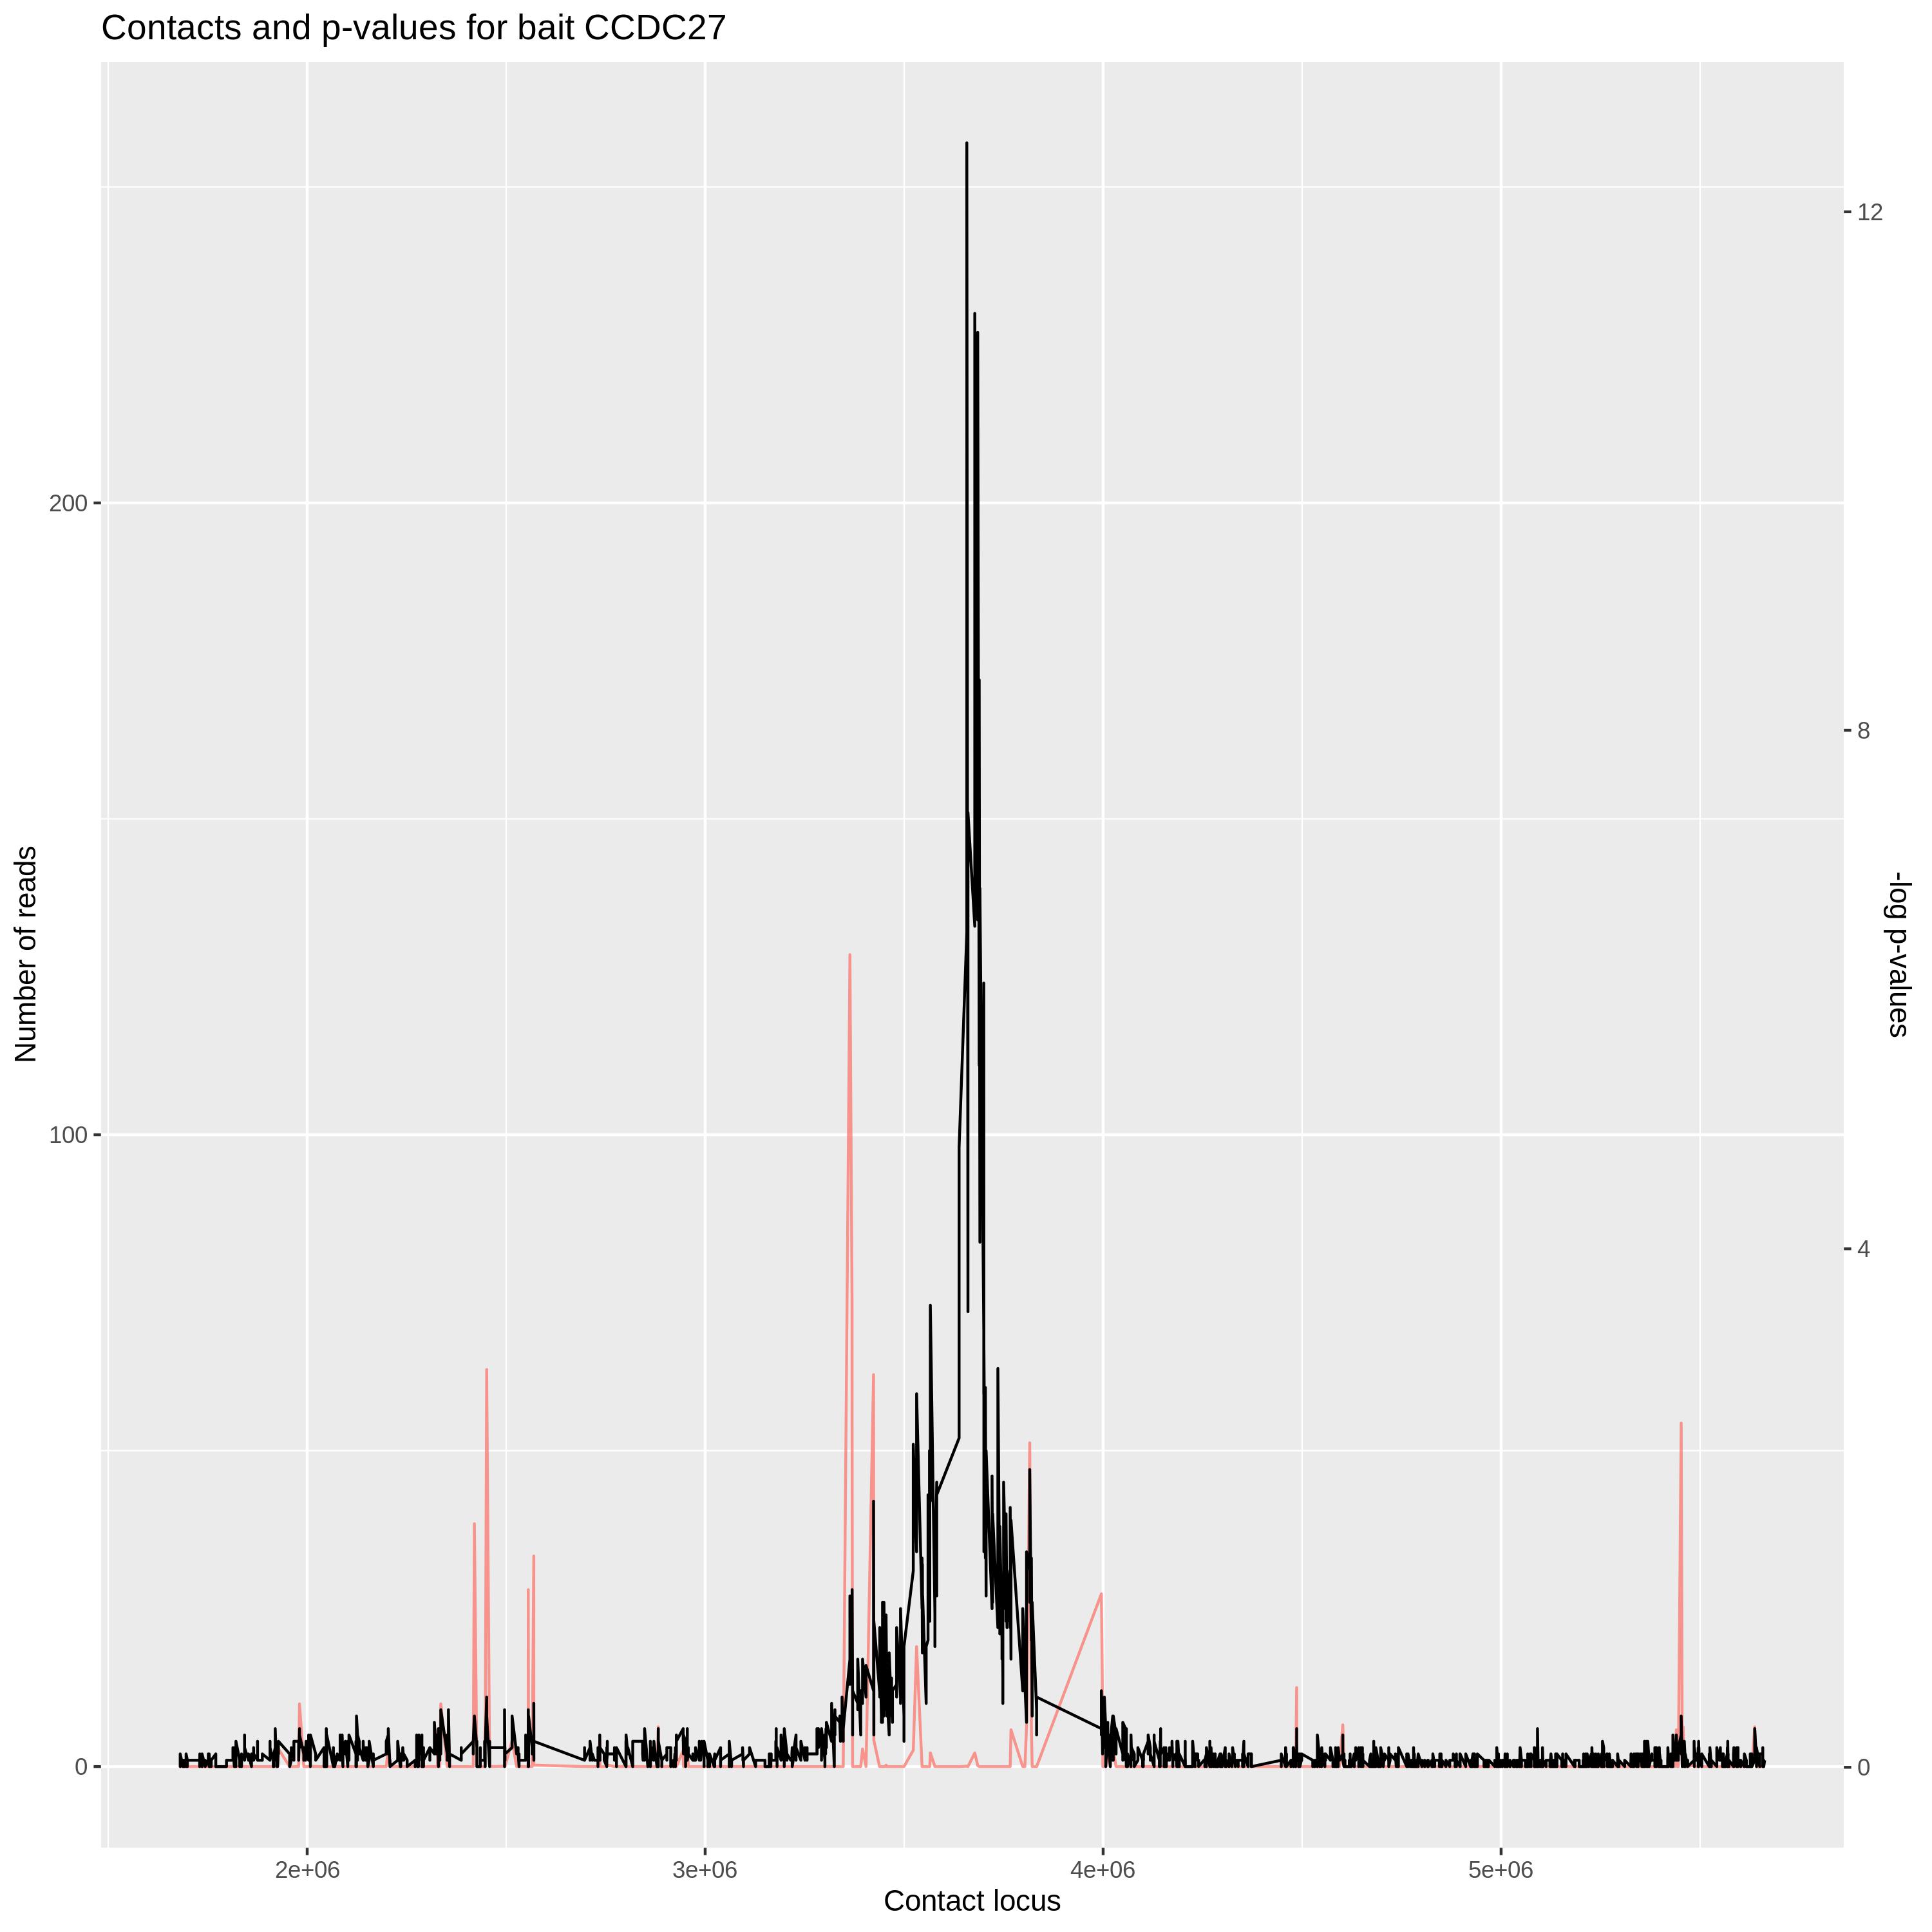 Contacts and p-values for bait CCDC27
Number of reads
200
100
0
12
8
4
0
-log p-values
2e+06
3e+06
4e+06
5e+06
Contact locus